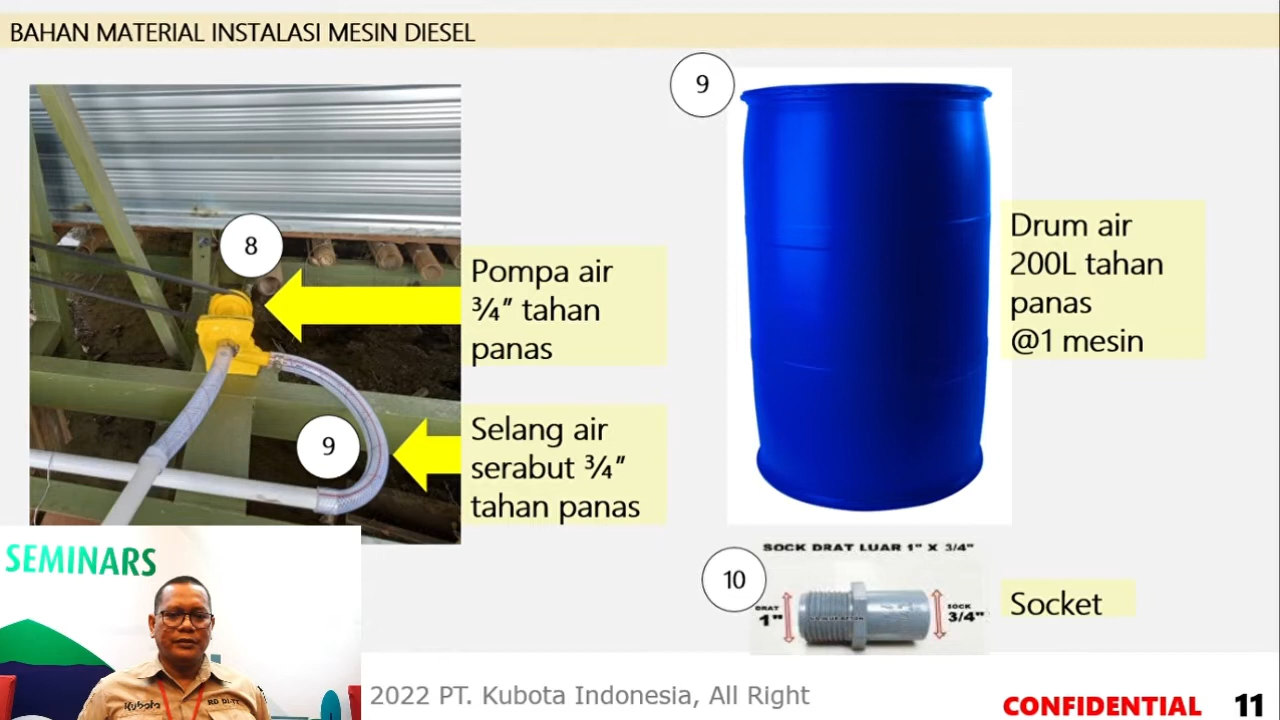 BAHAN MATERIAL INSTALASI MESIN DIESEL
8
Pompa air
¾” tahan
panas
9
Selang air
serabut ¾”
tahan panas
9
Drum air
200L tahan
panas
@1 mesin
10
SOCK DRAT LUAR 1" X 3/4"
DRAT
1"
SOCK
3/4"
Socket
SEMINARS
Kubota
2022 PT. Kubota Indonesia, All Right
CONFIDENTIAL
11